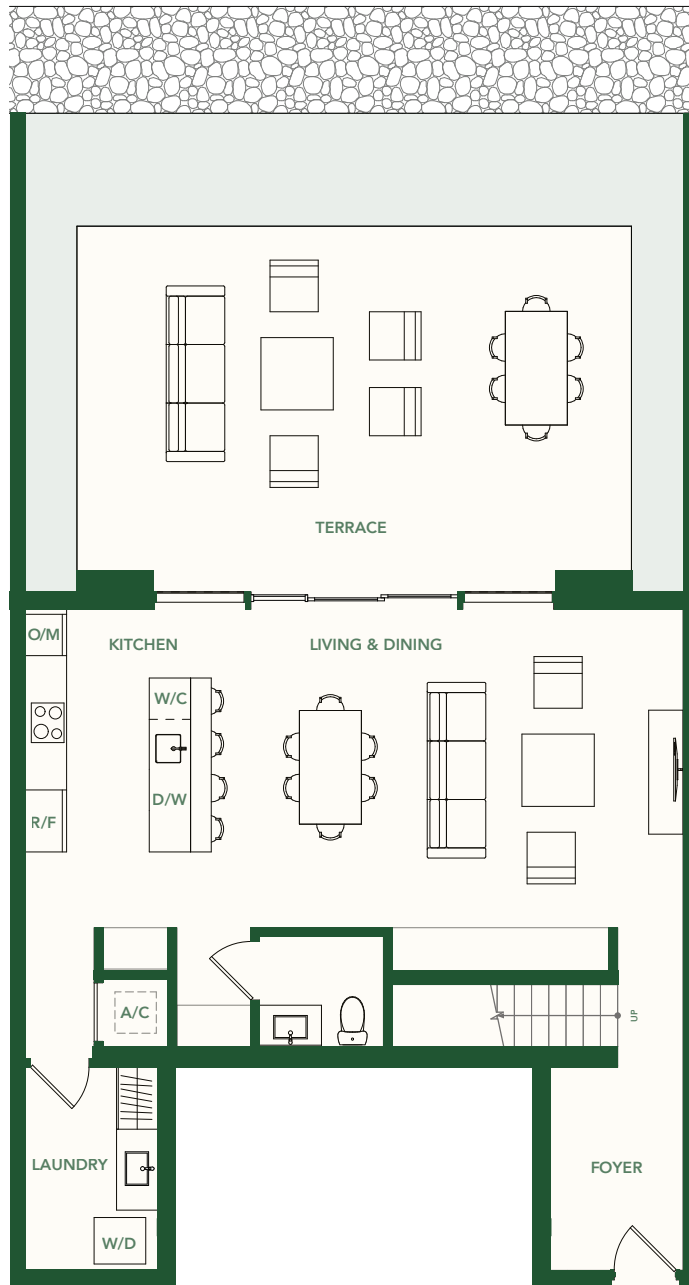 TERRACE
O/M
KITCHEN
LIVING & DINING
W/C
D/W
R/F
A/C
UP
LAUNDRY
FOYER
W/D